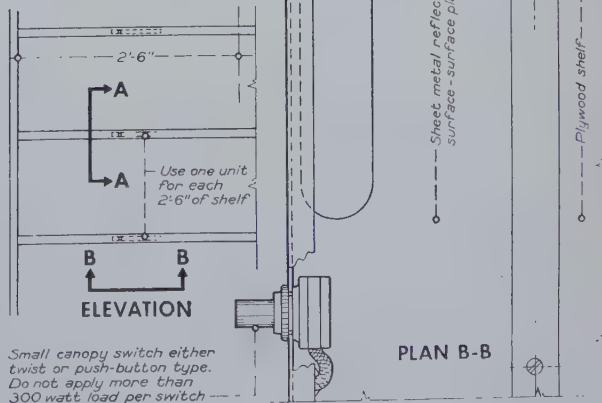 2'-6"
A
A
Use one unit
for each
2'-6" of shelf
B B
ELEVATION
Small canopy switch either
twist or push-button type.
Do not apply more than
300 watt load per switch
Sheet metal
surface-surface
PLAN B-B
Plywood shelf